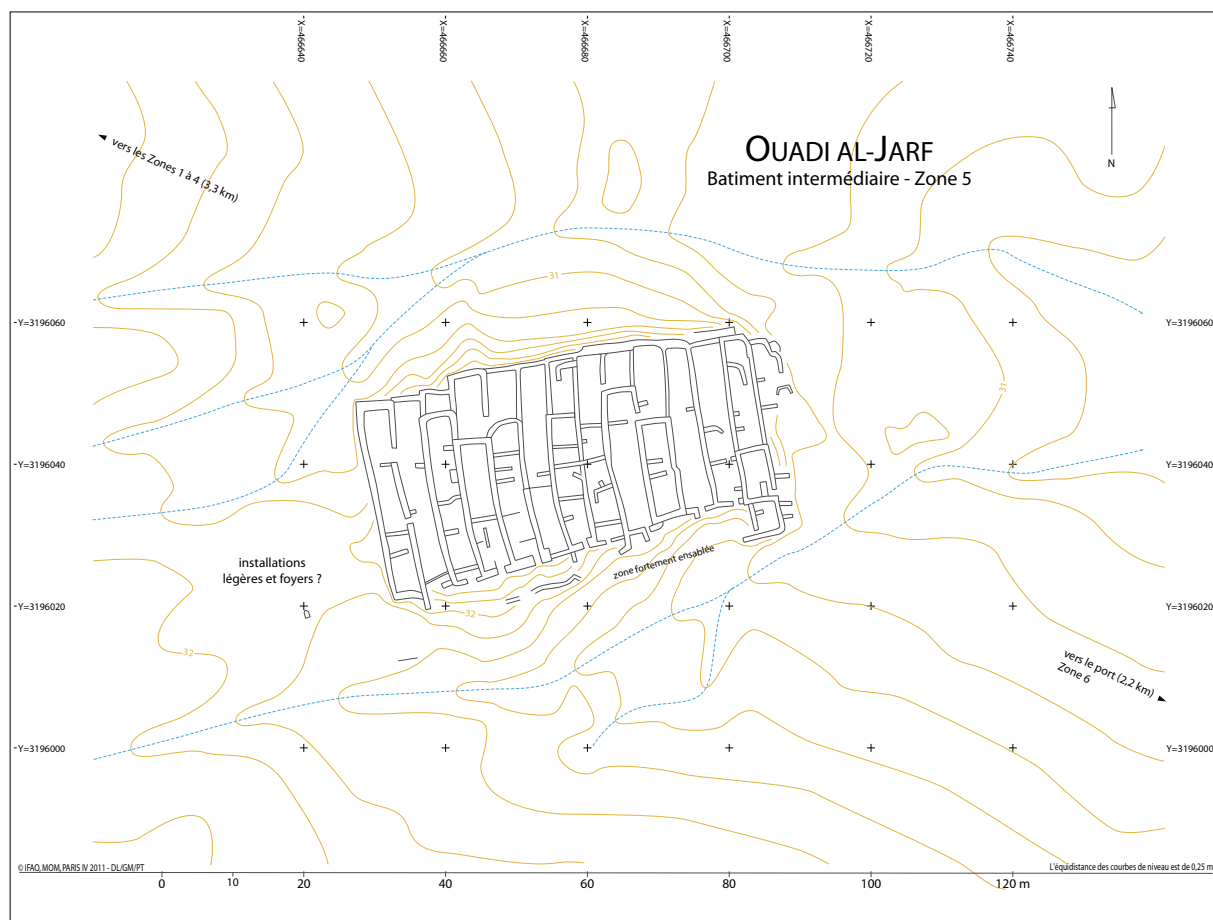 X=466640
X=466660
X=466680
X=466700
X=466720
X=466740
OUADI AL-JARF
Batiment intermédiaire - Zone 5
N
vers les Zones 1 à 4 (3,3 km)
31
Y=3196060
Y=3196060
31
Y=3196040
Y=3196040
installations
légères et foyers ?
zone fortement ensablée
Y=3196020
Y=3196020
32
32
vers le port (2,2 km)
Zone 6
Y=3196000
Y=3196000
© IFAO, MOM, PARIS IV 2011 - DL/GM/PT
L'équidistance des courbes de niveau est de 0,25 m
0 10 20 40 60 80 100 120 m